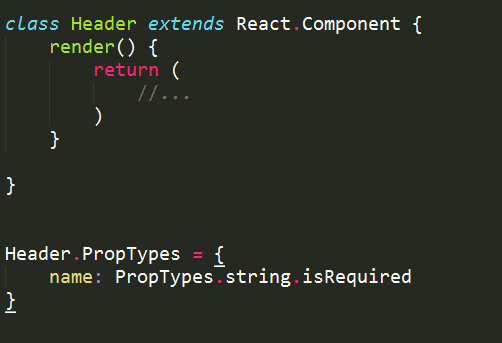 class Header extends React.Component {
    render() {
        return (
            //...
        )
    }

}


Header.PropTypes = {
    name: PropTypes.string.isRequired
}